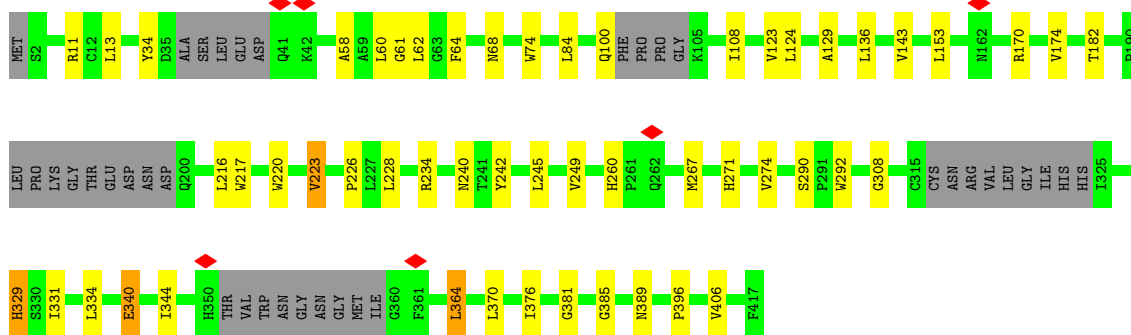 MET S2 R11 C12 L13 Y34 D35 ALA SER LEU GLU ASP Q41 K42 A58 A59 L60 G61 L62 G63 F64 N68 W74 L84 Q100 PHE PRO PRO GLY K105 I108 V123 L124 A129 L136 V143 L153 N162 R170 V174 T182
LEU PRO LYS GLY THR GLU ASP ASN ASP Q200 L216 W217 W220 V223 P226 L227 L228 R234 N240 T241 Y242 L245 V249 H260 P261 Q262 M267 H271 V274 S290 P291 W292 G308 C315 CYS ASN ARG VAL LEU GLY ILE HIS HIS I325
H329 S330 I331 L334 E340 I344 H350 THR VAL TRP ASN GLY ASN GLY MET ILE G360 F361 L364 L370 I376 G381 G385 N389 P396 V406 F417